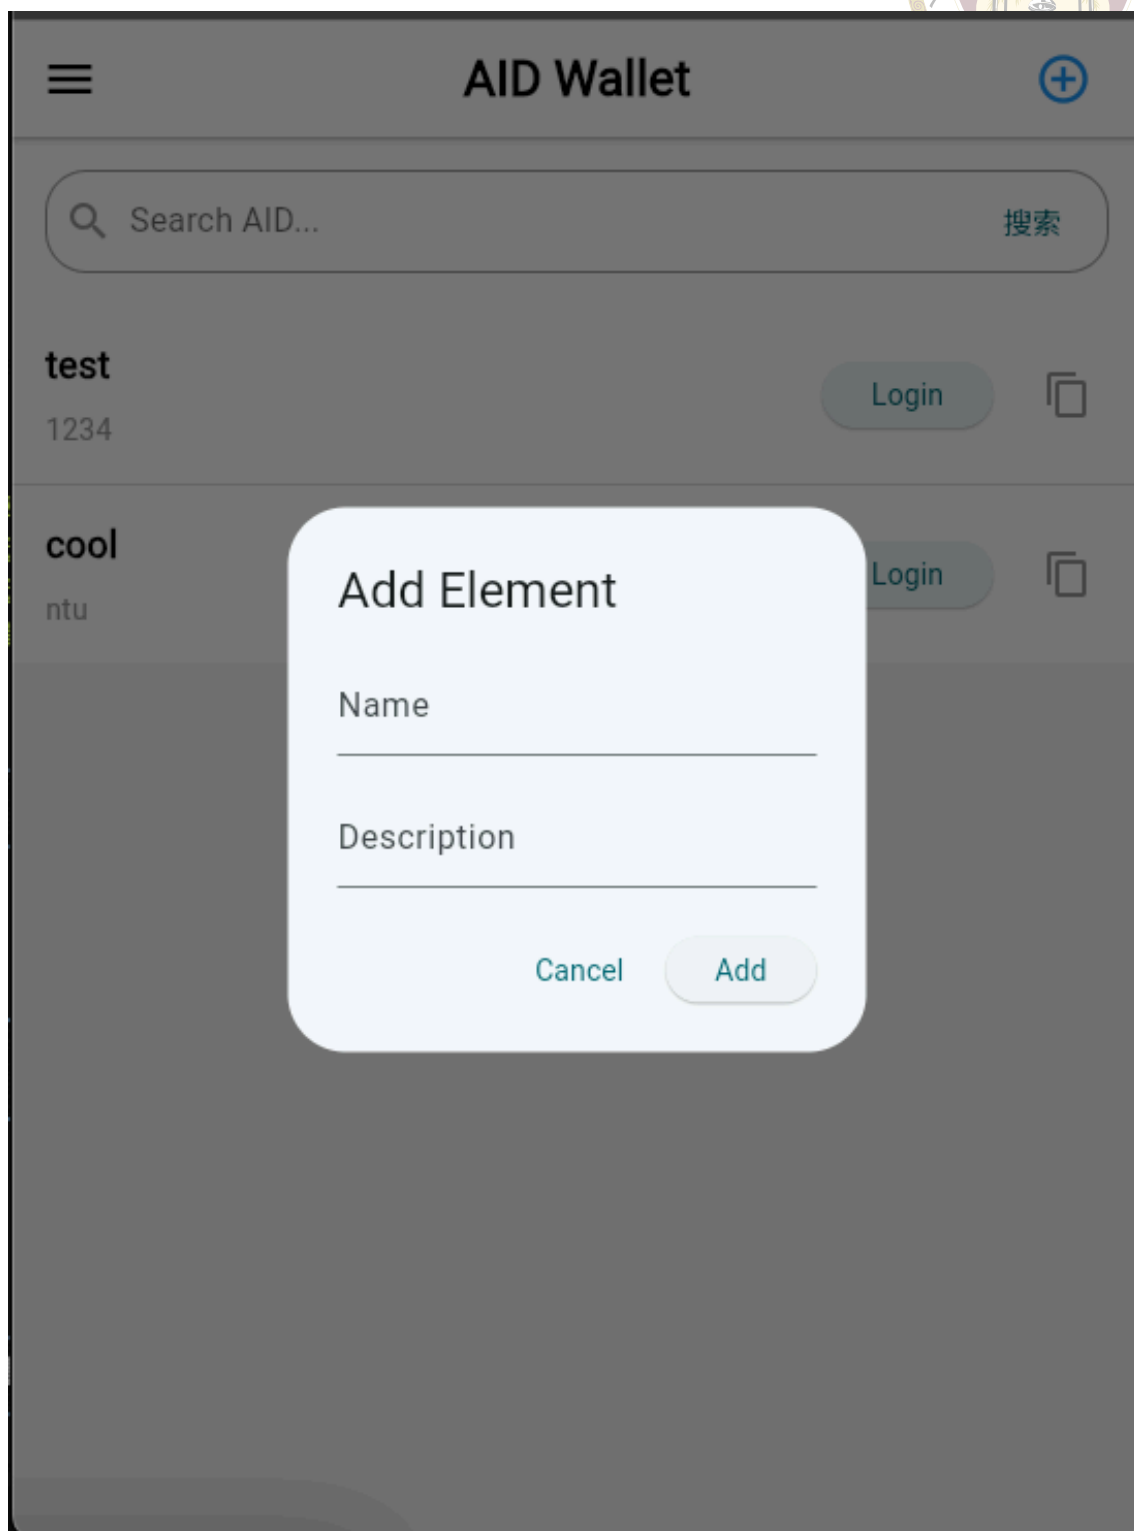 AID Wallet
Search AID...
搜索
test
1234
Login
cool
ntu
Login
Add Element
Name
Description
Cancel
Add